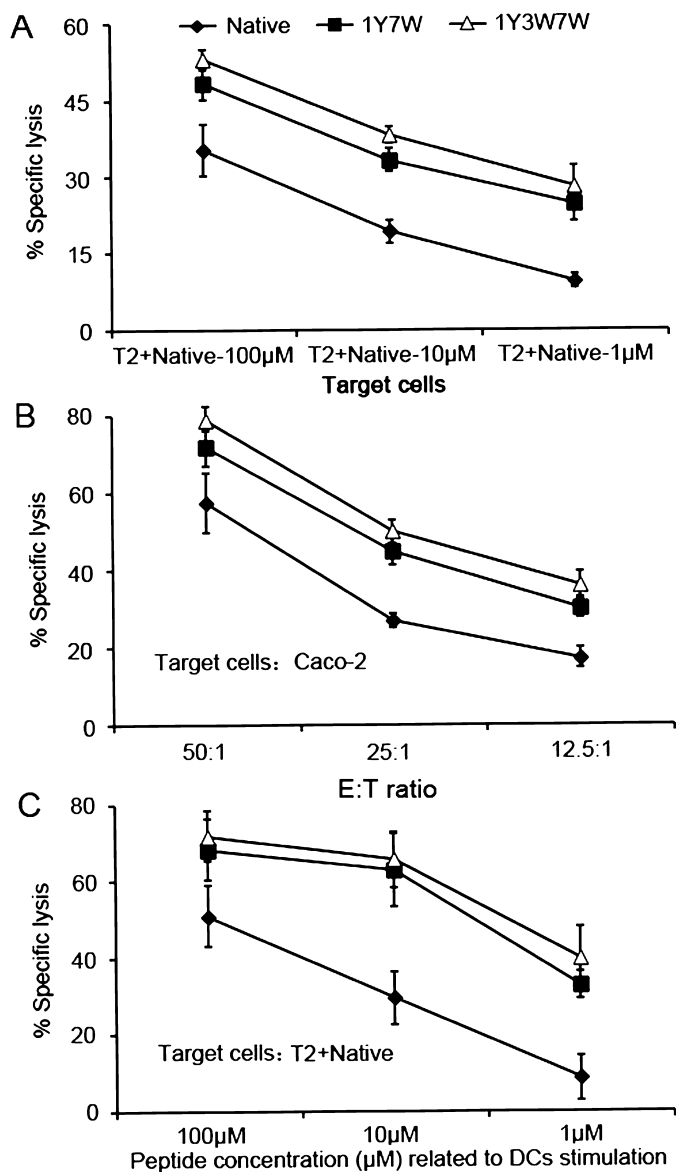 A
Native 1Y7W 1Y3W7W
60
45
30
15
0
% Specific lysis
T2+Native-100μM T2+Native-10μM T2+Native-1μM
Target cells
B
80
60
40
20
0
% Specific lysis
Target cells: Caco-2
50:1 25:1 12.5:1
E:T ratio
C
80
60
40
20
0
% Specific lysis
Target cells: T2+Native
100μM 10μM 1μM
Peptide concentration (μM) related to DCs stimulation